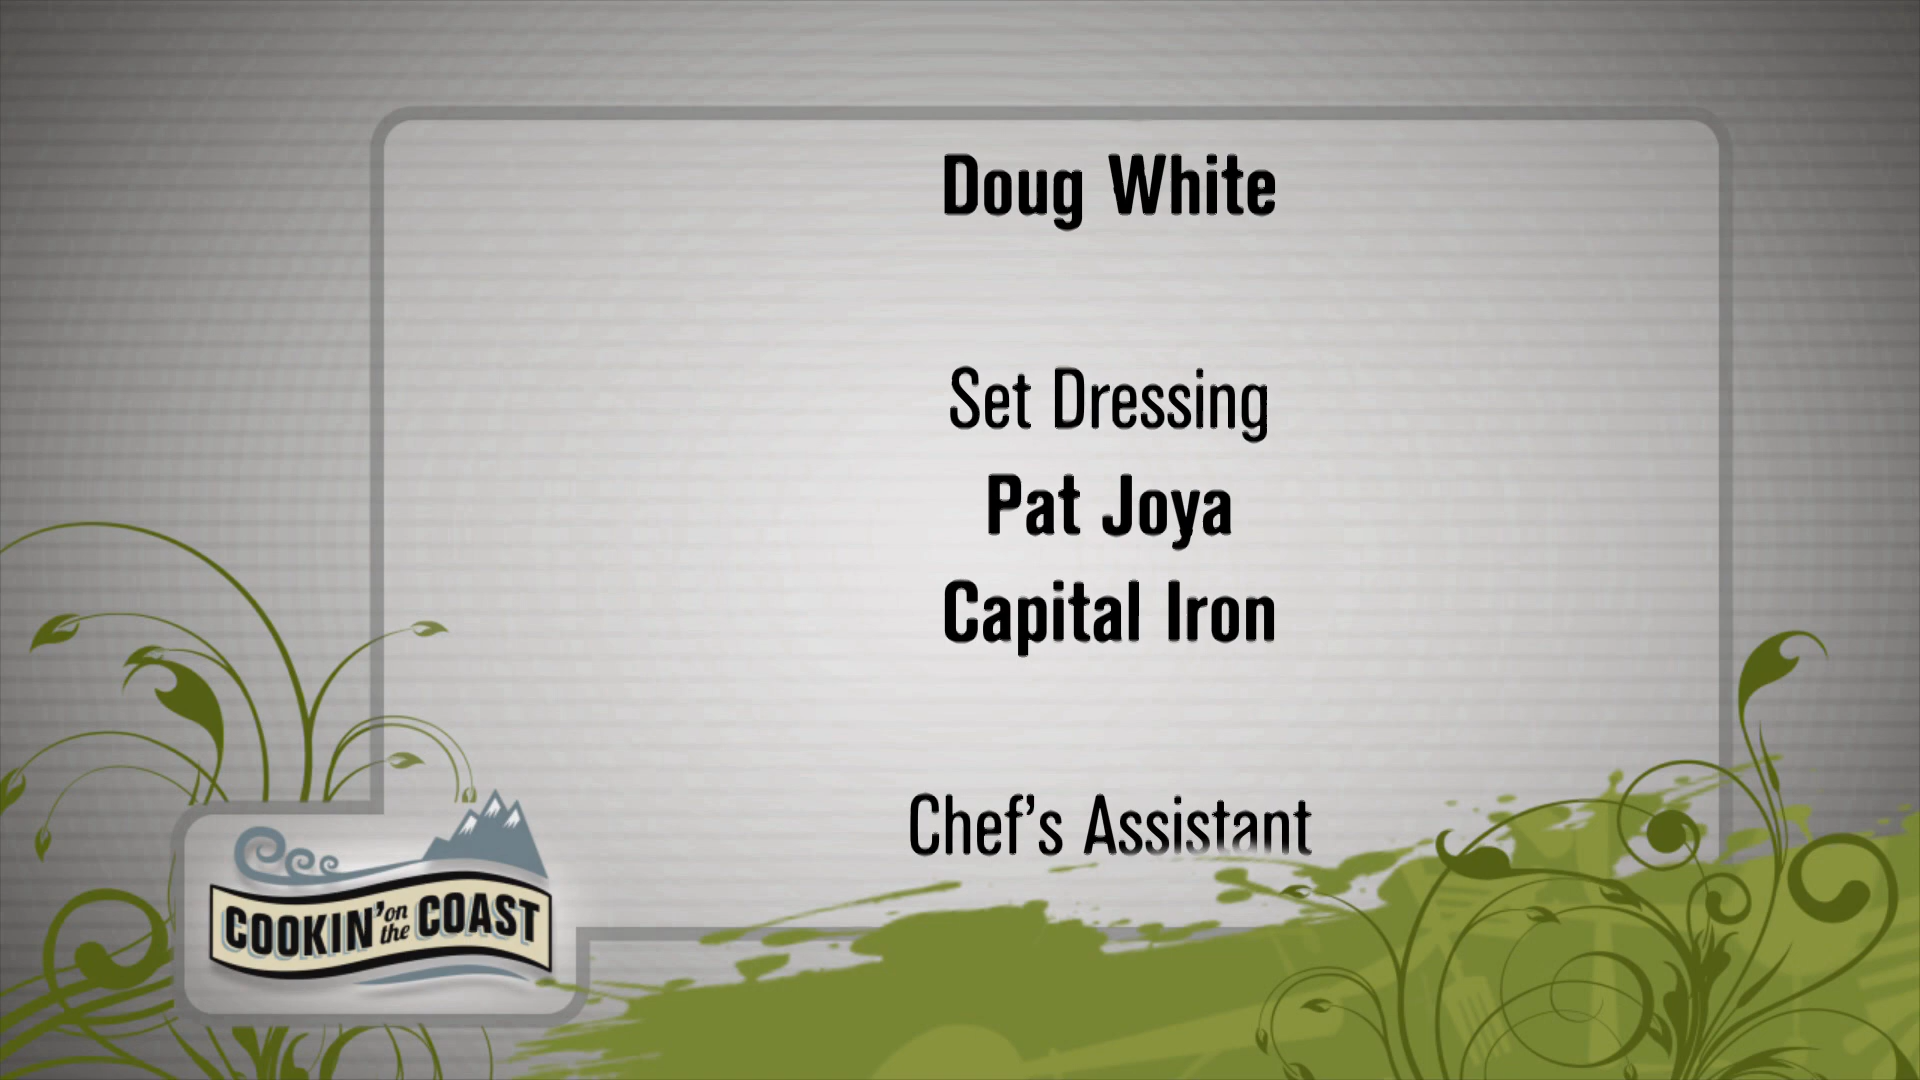 Doug White
Set Dressing
Pat Joya
Capital Iron
Chef's Assistant
COOKIN' on the COAST